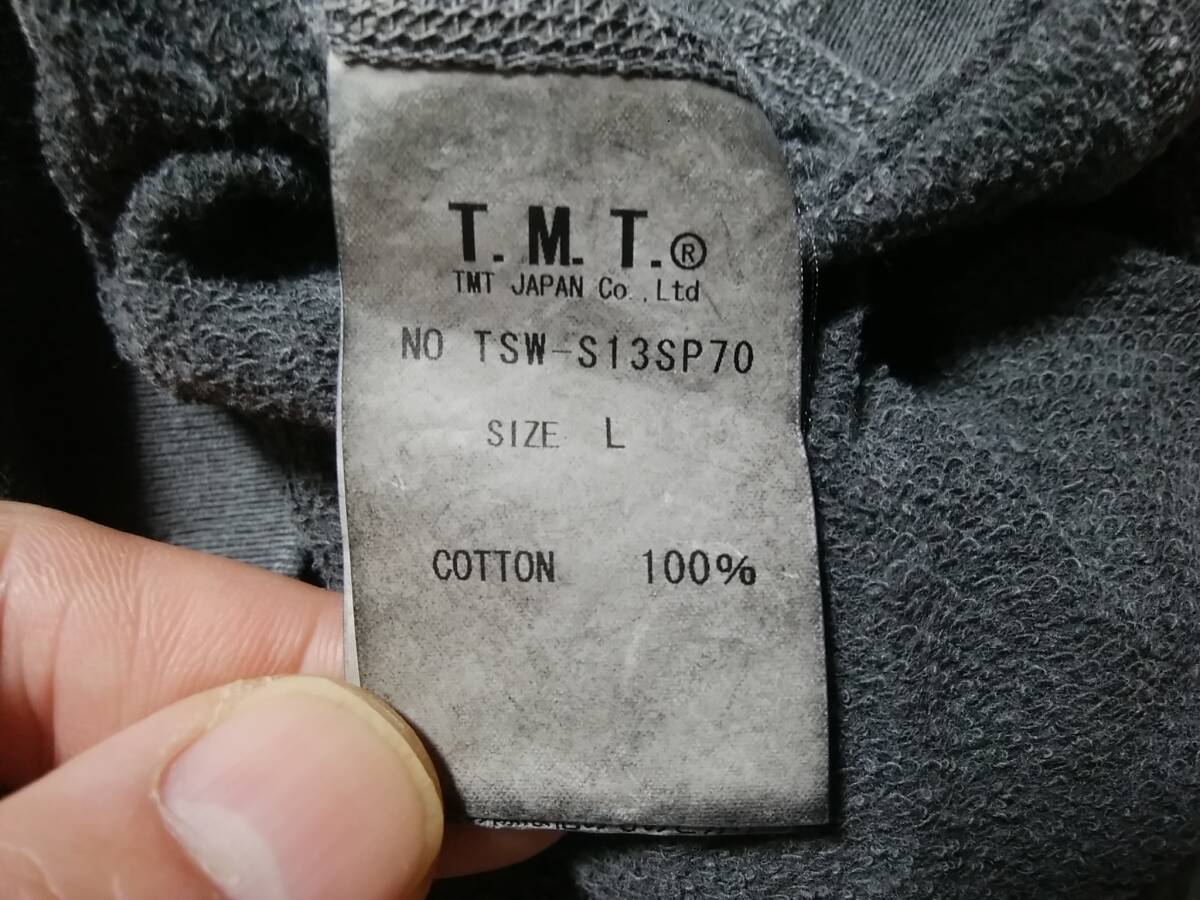 T.M.T.®
TMT JAPAN Co.,Ltd
NO TSW-S13SP70
SIZE L
COTTON 100%